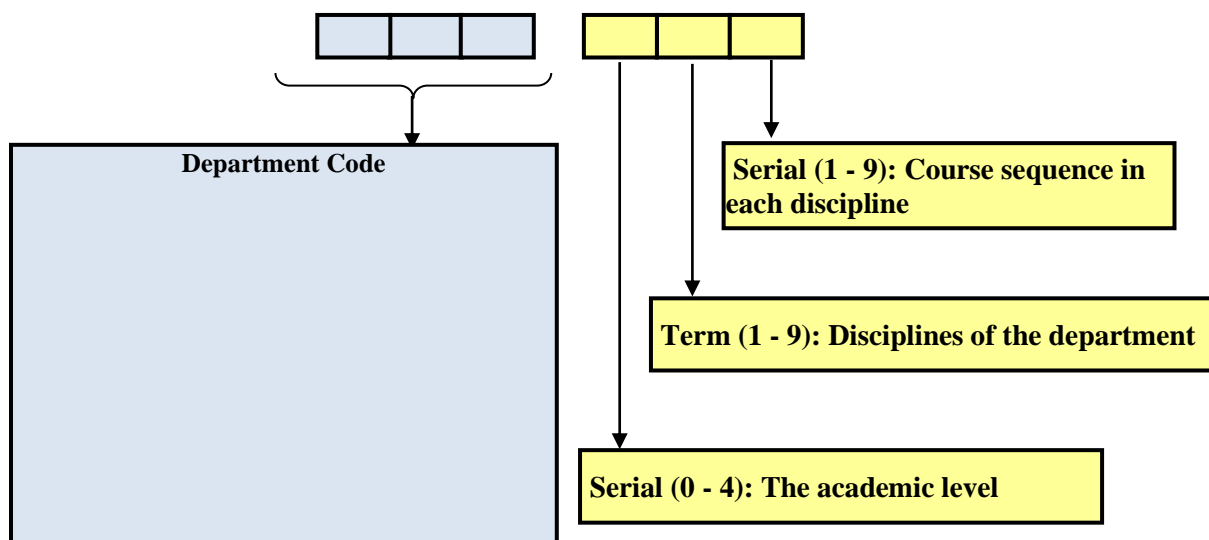 Department Code
Serial (1 - 9): Course sequence in
each discipline
Term (1 - 9): Disciplines of the department
Serial (0 - 4): The academic level